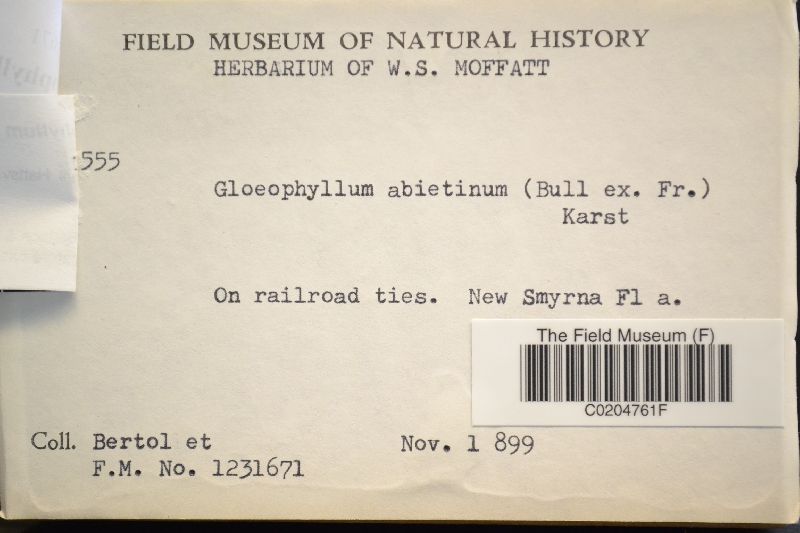 FIELD MUSEUM OF NATURAL HISTORY
HERBARIUM OF W.S. MOFFATT
555
Gloeophyllum abietinum (Bull ex. Fr.)
Karst
On railroad ties. New Smyrna Fl a.
The Field Museum (F)
C0204761F
Coll. Bertol et
Nov. 1 899
F.M. No. 1231671